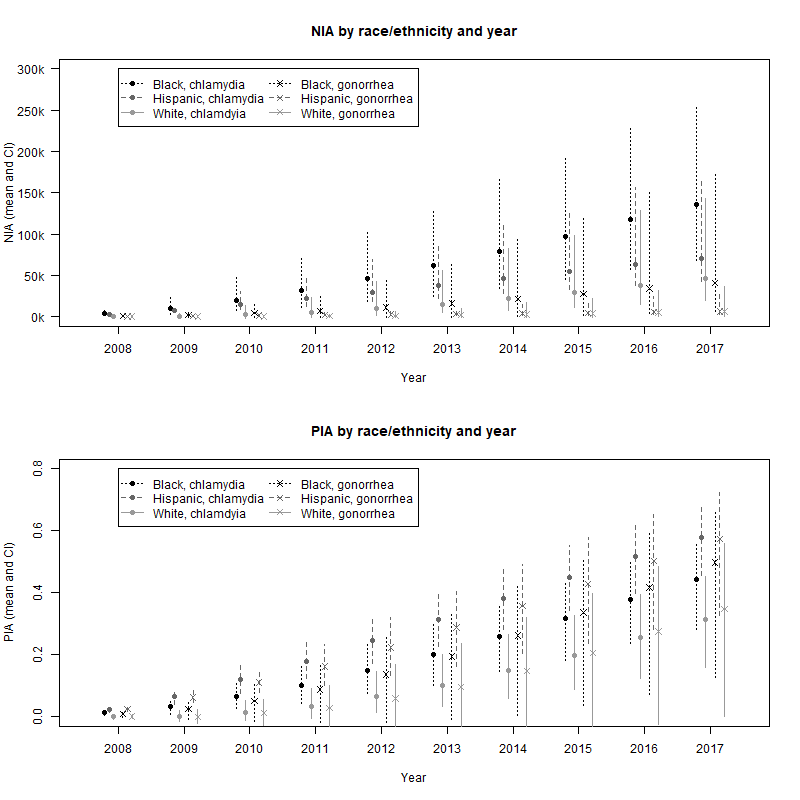 NIA by race/ethnicity and year
NIA (mean and CI)
300k
250k
200k
150k
100k
50k
0k
Black, chlamydia Black, gonorrhea
Hispanic, chlamydia Hispanic, gonorrhea
White, chlamdyia White, gonorrhea
2008 2009 2010 2011 2012 2013 2014 2015 2016 2017
Year
PIA by race/ethnicity and year
PIA (mean and CI)
0.8
0.6
0.4
0.2
0.0
Black, chlamydia Black, gonorrhea
Hispanic, chlamydia Hispanic, gonorrhea
White, chlamdyia White, gonorrhea
2008 2009 2010 2011 2012 2013 2014 2015 2016 2017
Year